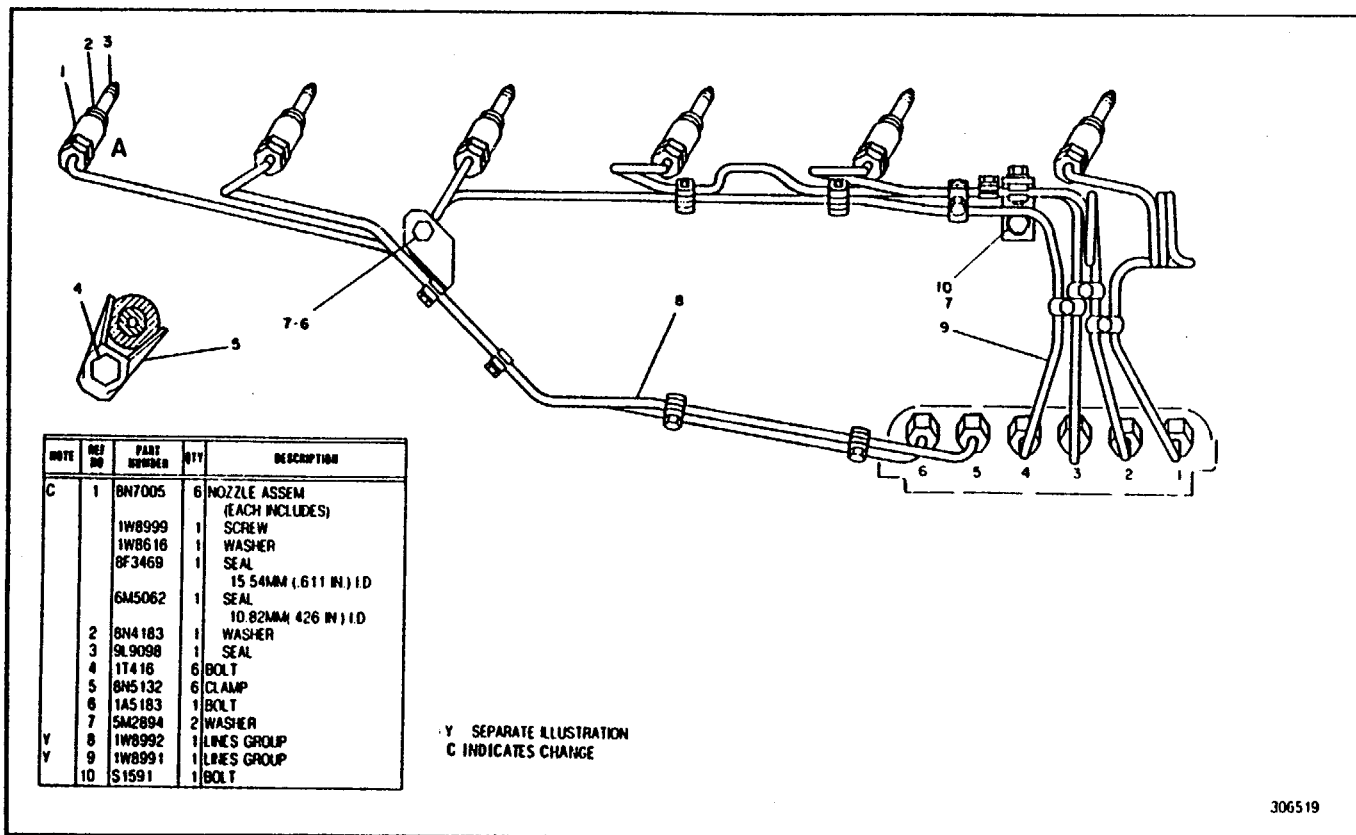 2 3
1
A
4
5
7-6
8
10
7
9
6 5 4 3 2 1
NOTE REF NO PART NUMBER QTY DESCRIPTION
C 1 8N7005 6 NOZZLE ASSEM
(EACH INCLUDES)
1W8999 1 SCREW
1W8616 1 WASHER
8F3469 1 SEAL
15.54MM (.611 IN.) I.D
6M5062 1 SEAL
10.82MM( 426 IN ) I.D
2 8N4183 1 WASHER
3 9L9098 1 SEAL
4 1T416 6 BOLT
5 8N5132 6 CLAMP
6 1A5183 1 BOLT
7 5M2894 2 WASHER
Y 8 1W8992 1 LINES GROUP
Y 9 1W8991 1 LINES GROUP
10 S1591 1 BOLT
Y SEPARATE ILLUSTRATION
C INDICATES CHANGE
306519